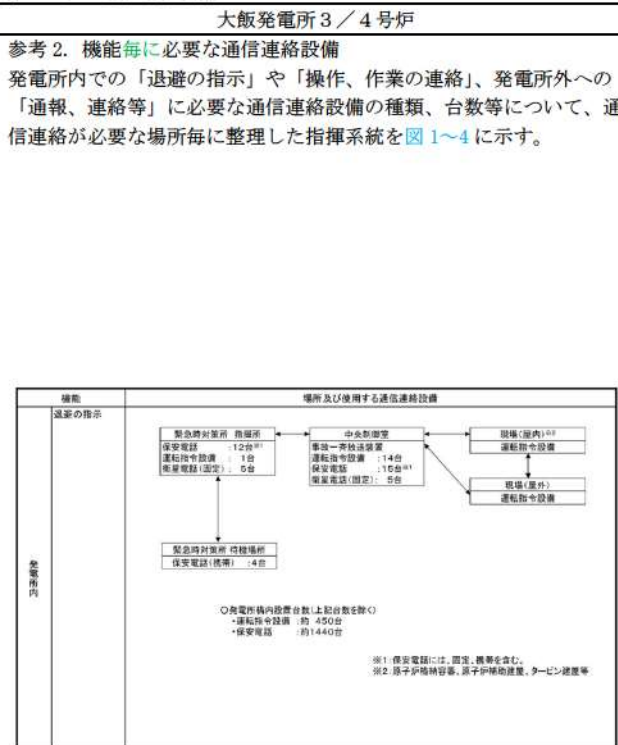 大飯発電所3／4号炉
参考2．機能毎に必要な通信連絡設備
発電所内での「退避の指示」や「操作、作業の連絡」、発電所外への
「通報、連絡等」に必要な通信連絡設備の種類、台数等について、通
信連絡が必要な場所毎に整理した指揮系統を図1～4に示す。
機能
場所及び使用する通信連絡設備
発電所内
退避の指示
緊急時対策所 指揮所
保安電話 :12台※1
運転指令設備 : 1台
衛星電話(固定): 5台
中央制御室
事故一斉放送装置
運転指令設備 :14台
保安電話 :15台※1
衛星電話(固定): 5台
現場(屋内)※2
運転指令設備
現場(屋外)
運転指令設備
緊急時対策所 待機場所
保安電話(携帯) :4台
○発電所構内設置台数(上記台数を除く)
・運転指令設備 :約 450台
・保安電話 :約1440台
※1:保安電話には、固定、携帯を含む。
※2:原子炉格納容器、原子炉補助建屋、タービン建屋等